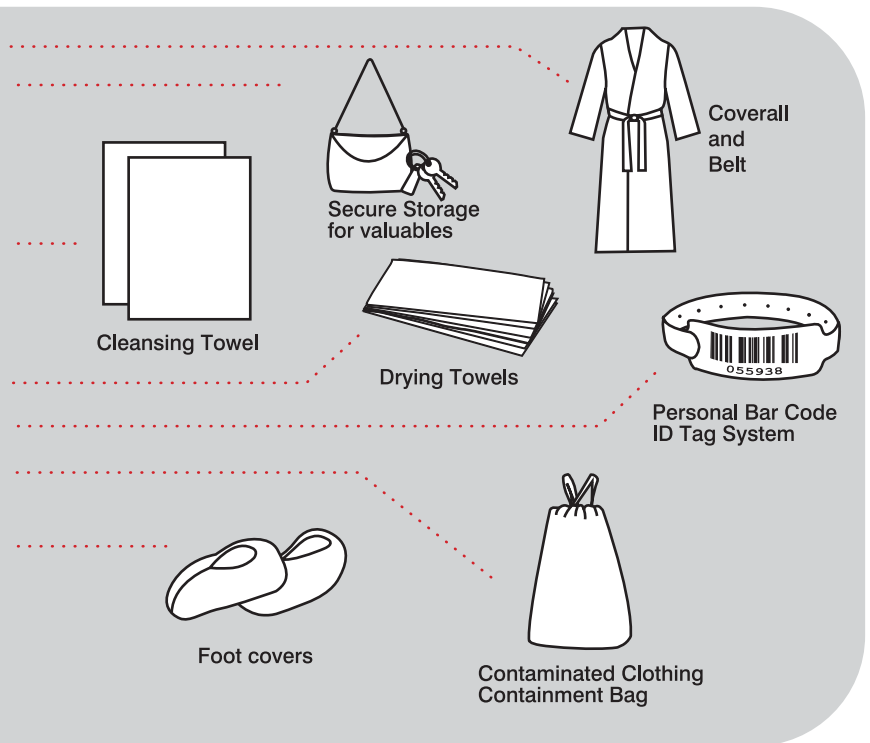 Coverall
and
Belt
Secure Storage
for valuables
Cleansing Towel
Drying Towels
055938
Personal Bar Code
ID Tag System
Foot covers
Contaminated Clothing
Containment Bag